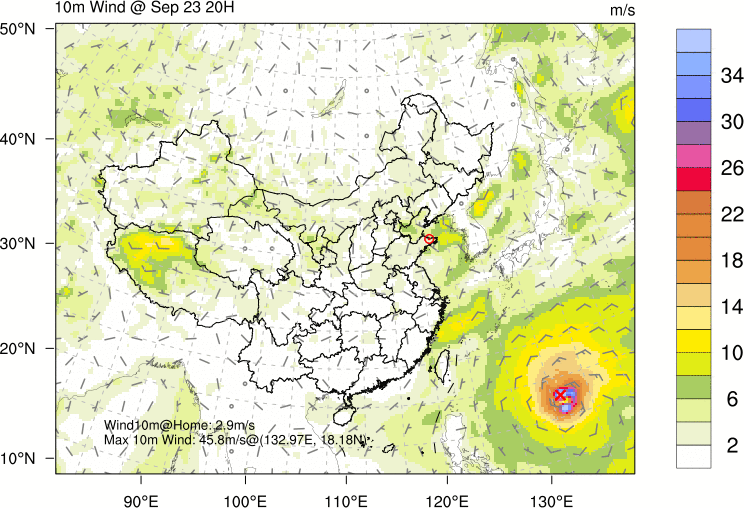 10m Wind @ Sep 23 20H
m/s
50°N
40°N
30°N
20°N
10°N
34
30
26
22
18
14
10
6
2
Wind10m@Home: 2.9m/s
Max 10m Wind: 45.8m/s@(132.97E, 18.18N)
90°E
100°E
110°E
120°E
130°E